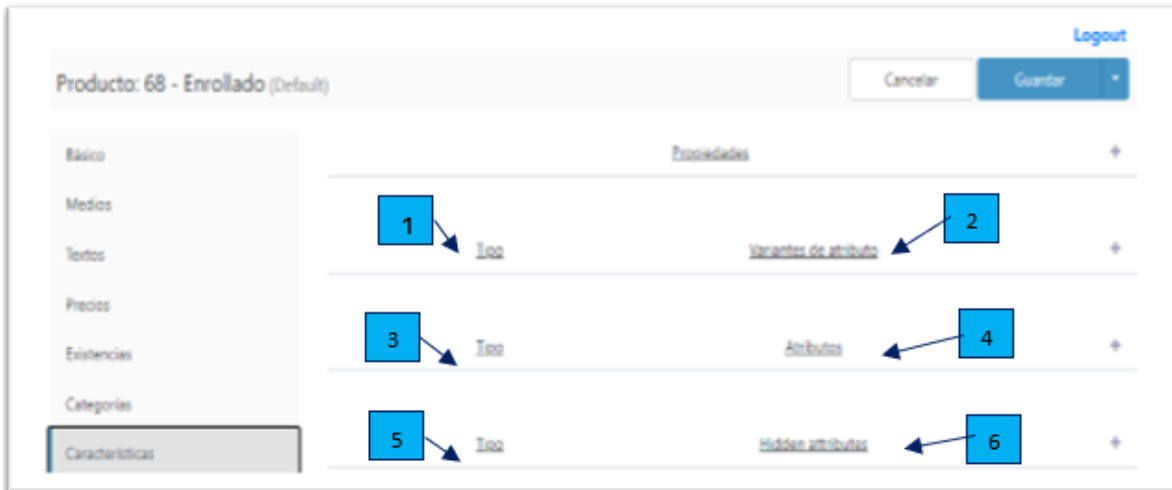 Logout
Producto: 68 - Enrollado (Default)
Cancelar
Guardar
Básico
Propiedades
+
Medios
1
2
Textos
Tipo
Variantes de atributo
+
Precios
3
4
Existencias
Tipo
Atributos
+
Categorías
5
6
Características
Tipo
Hidden attributes
+